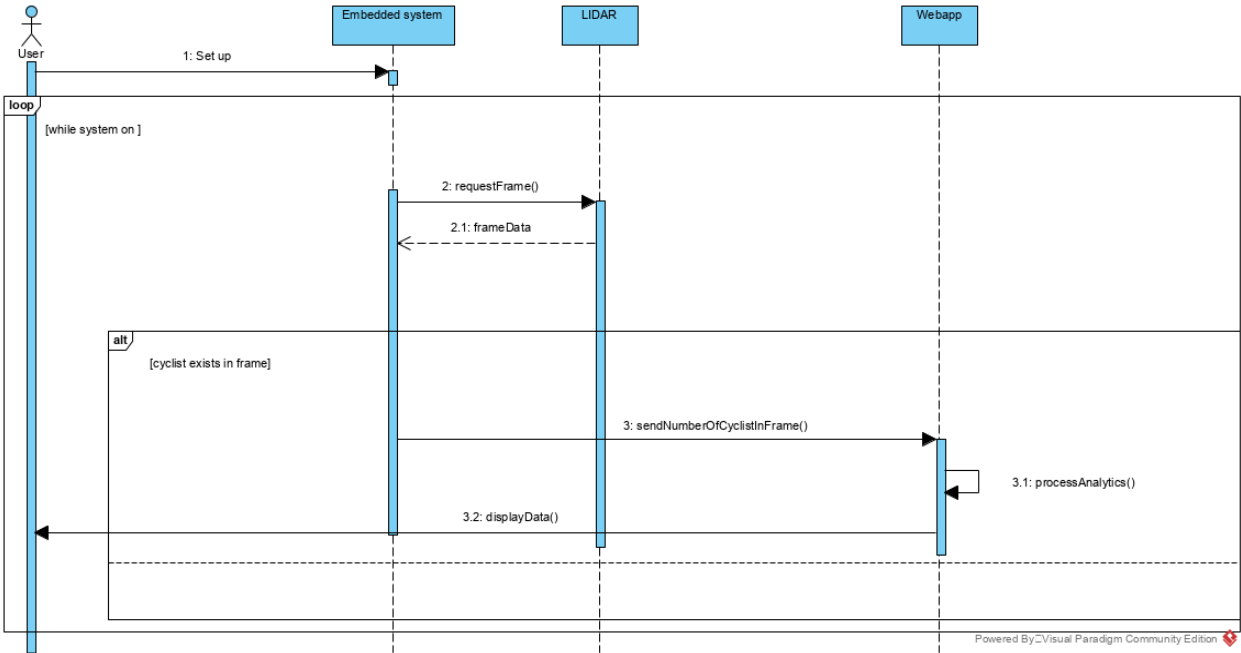 User
Embedded system
LIDAR
Webapp
1: Set up
loop
[while system on ]
2: requestFrame()
2.1: frameData
alt
[cyclist exists in frame]
3: sendNumberOfCyclistInFrame()
3.1: processAnalytics()
3.2: displayData()
Powered By Visual Paradigm Community Edition